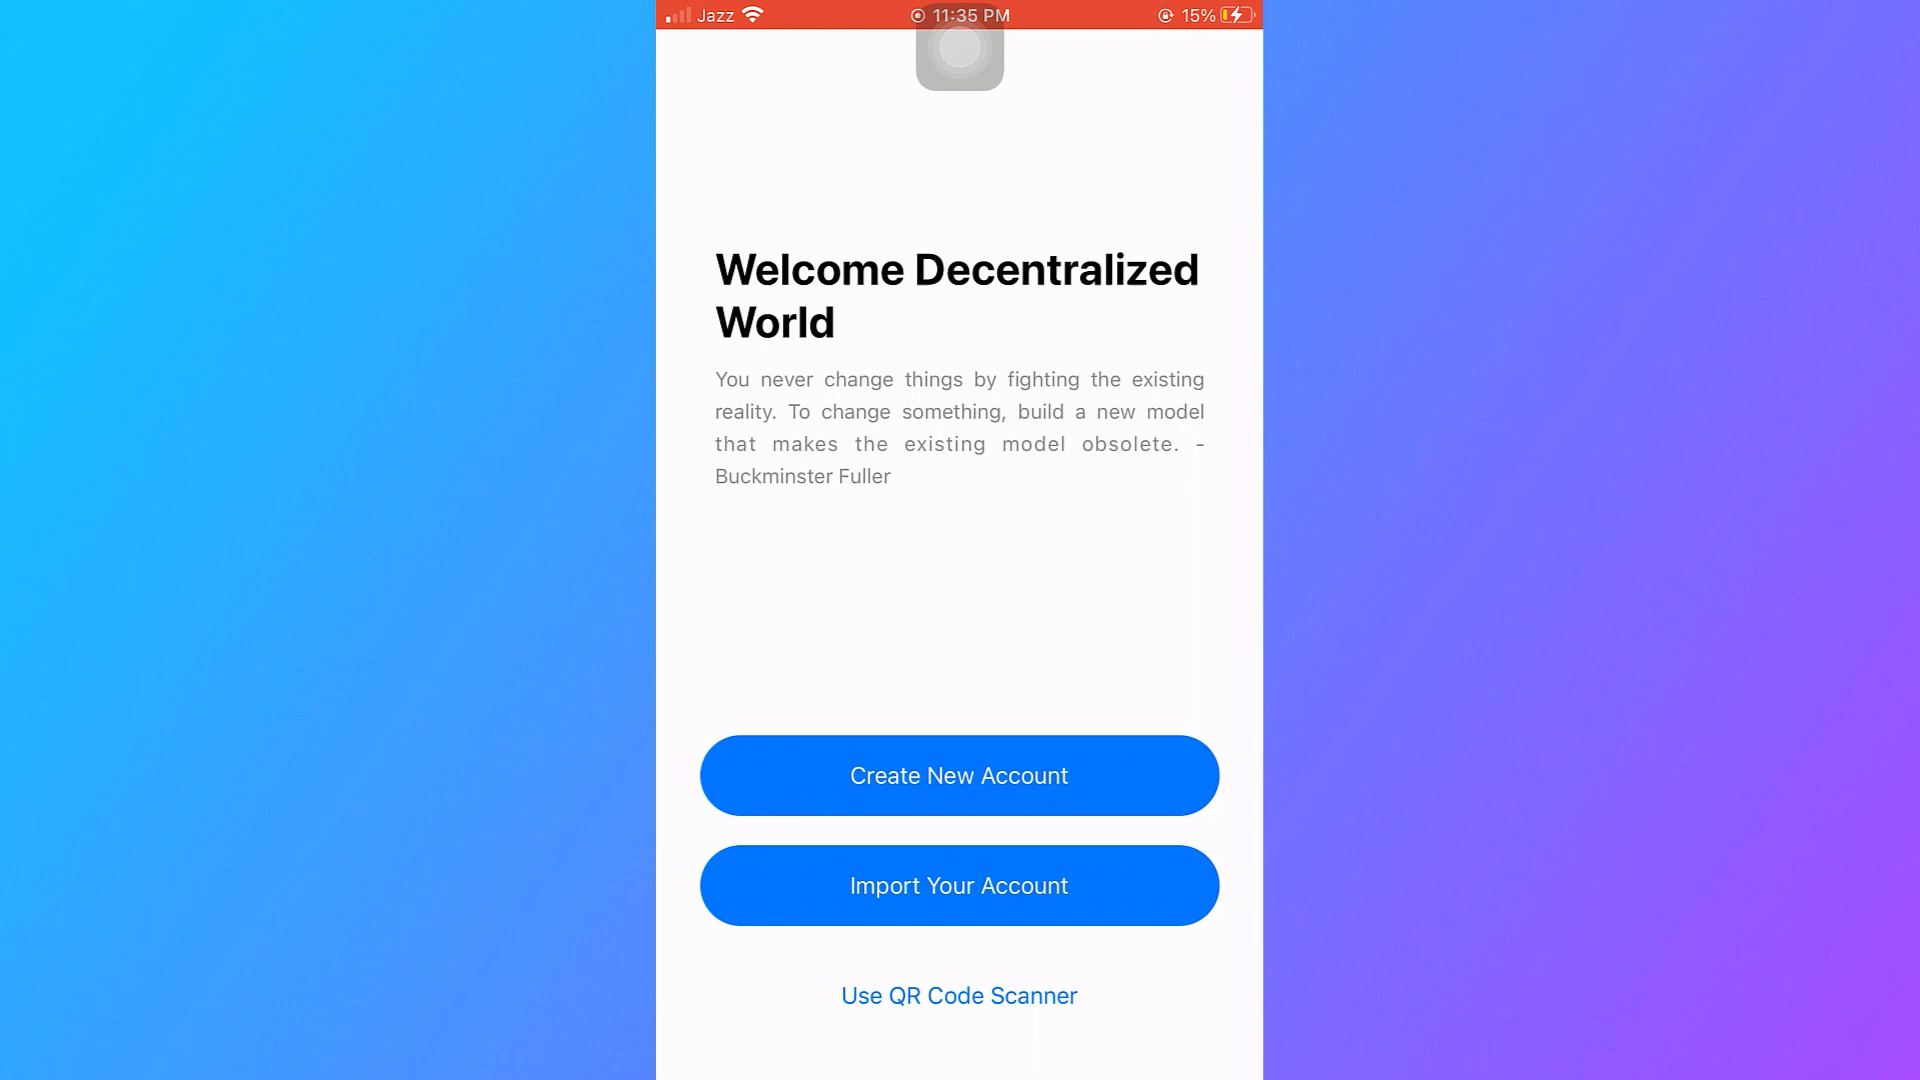 Jazz 11:35 PM 15%
Welcome Decentralized
World
You never change things by fighting the existing
reality. To change something, build a new model
that makes the existing model obsolete. -
Buckminster Fuller
Create New Account
Import Your Account
Use QR Code Scanner